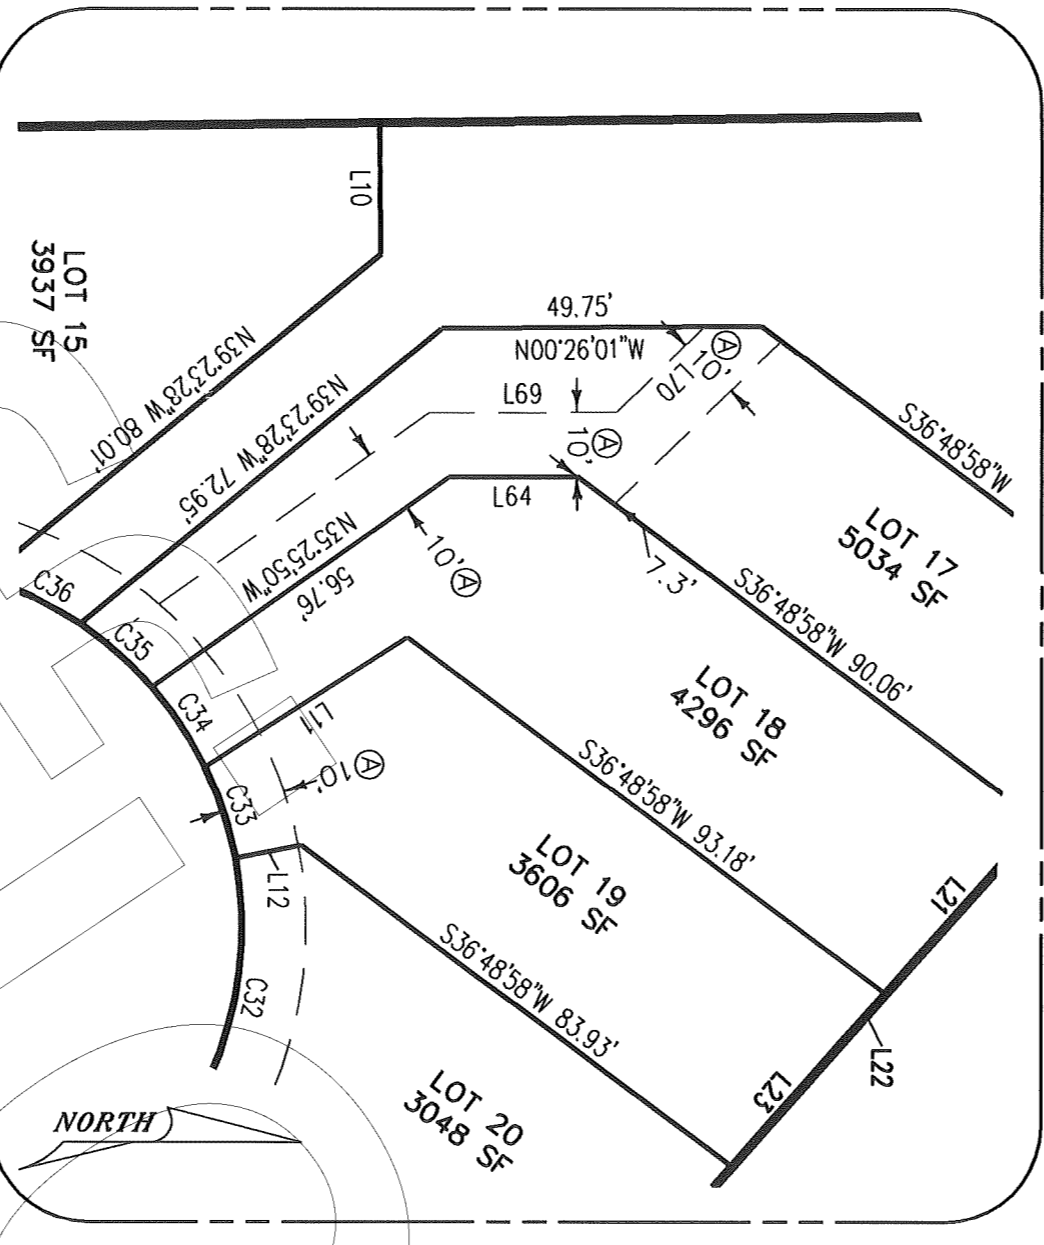 L10
LOT 15
3937 SF
N39°23'28"W 80.01'
N39°23'28"W 72.95'
49.75'
N00°26'01"W
L69
L70
10'
A
10'
A
L64
S36°48'58"W
LOT 17
5034 SF
7.3'
S36°48'58"W 90.06'
N35°25'50"W
56.76'
10'
A
C36
C35
C34
C33
C32
L11
10'
A
L12
LOT 18
4296 SF
S36°48'58"W 93.18'
LOT 19
3606 SF
S36°48'58"W 83.93'
L21
L22
L23
LOT 20
3048 SF
NORTH